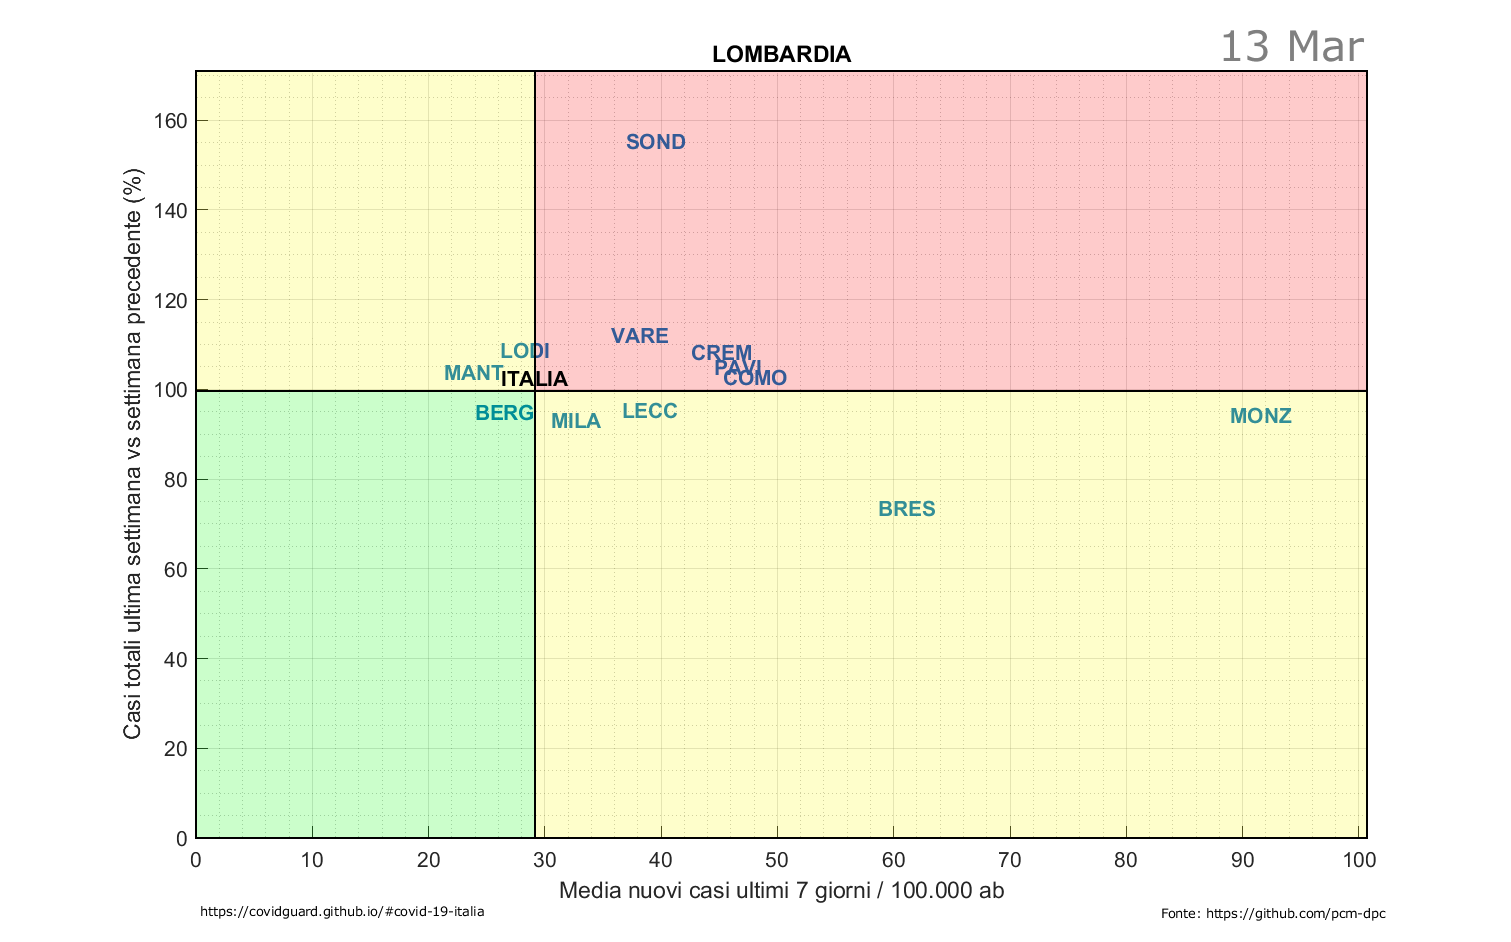 13 Mar
LOMBARDIA
Casi totali ultima settimana vs settimana precedente (%)
160
140
120
100
80
60
40
20
0
SOND
VARE
LODI
CREM
PAVI
MANT
ITALIA
COMO
BERG
MILA
LECC
MONZ
BRES
0 10 20 30 40 50 60 70 80 90 100
Media nuovi casi ultimi 7 giorni / 100.000 ab
https://covidguard.github.io/#covid-19-italia
Fonte: https://github.com/pcm-dpc